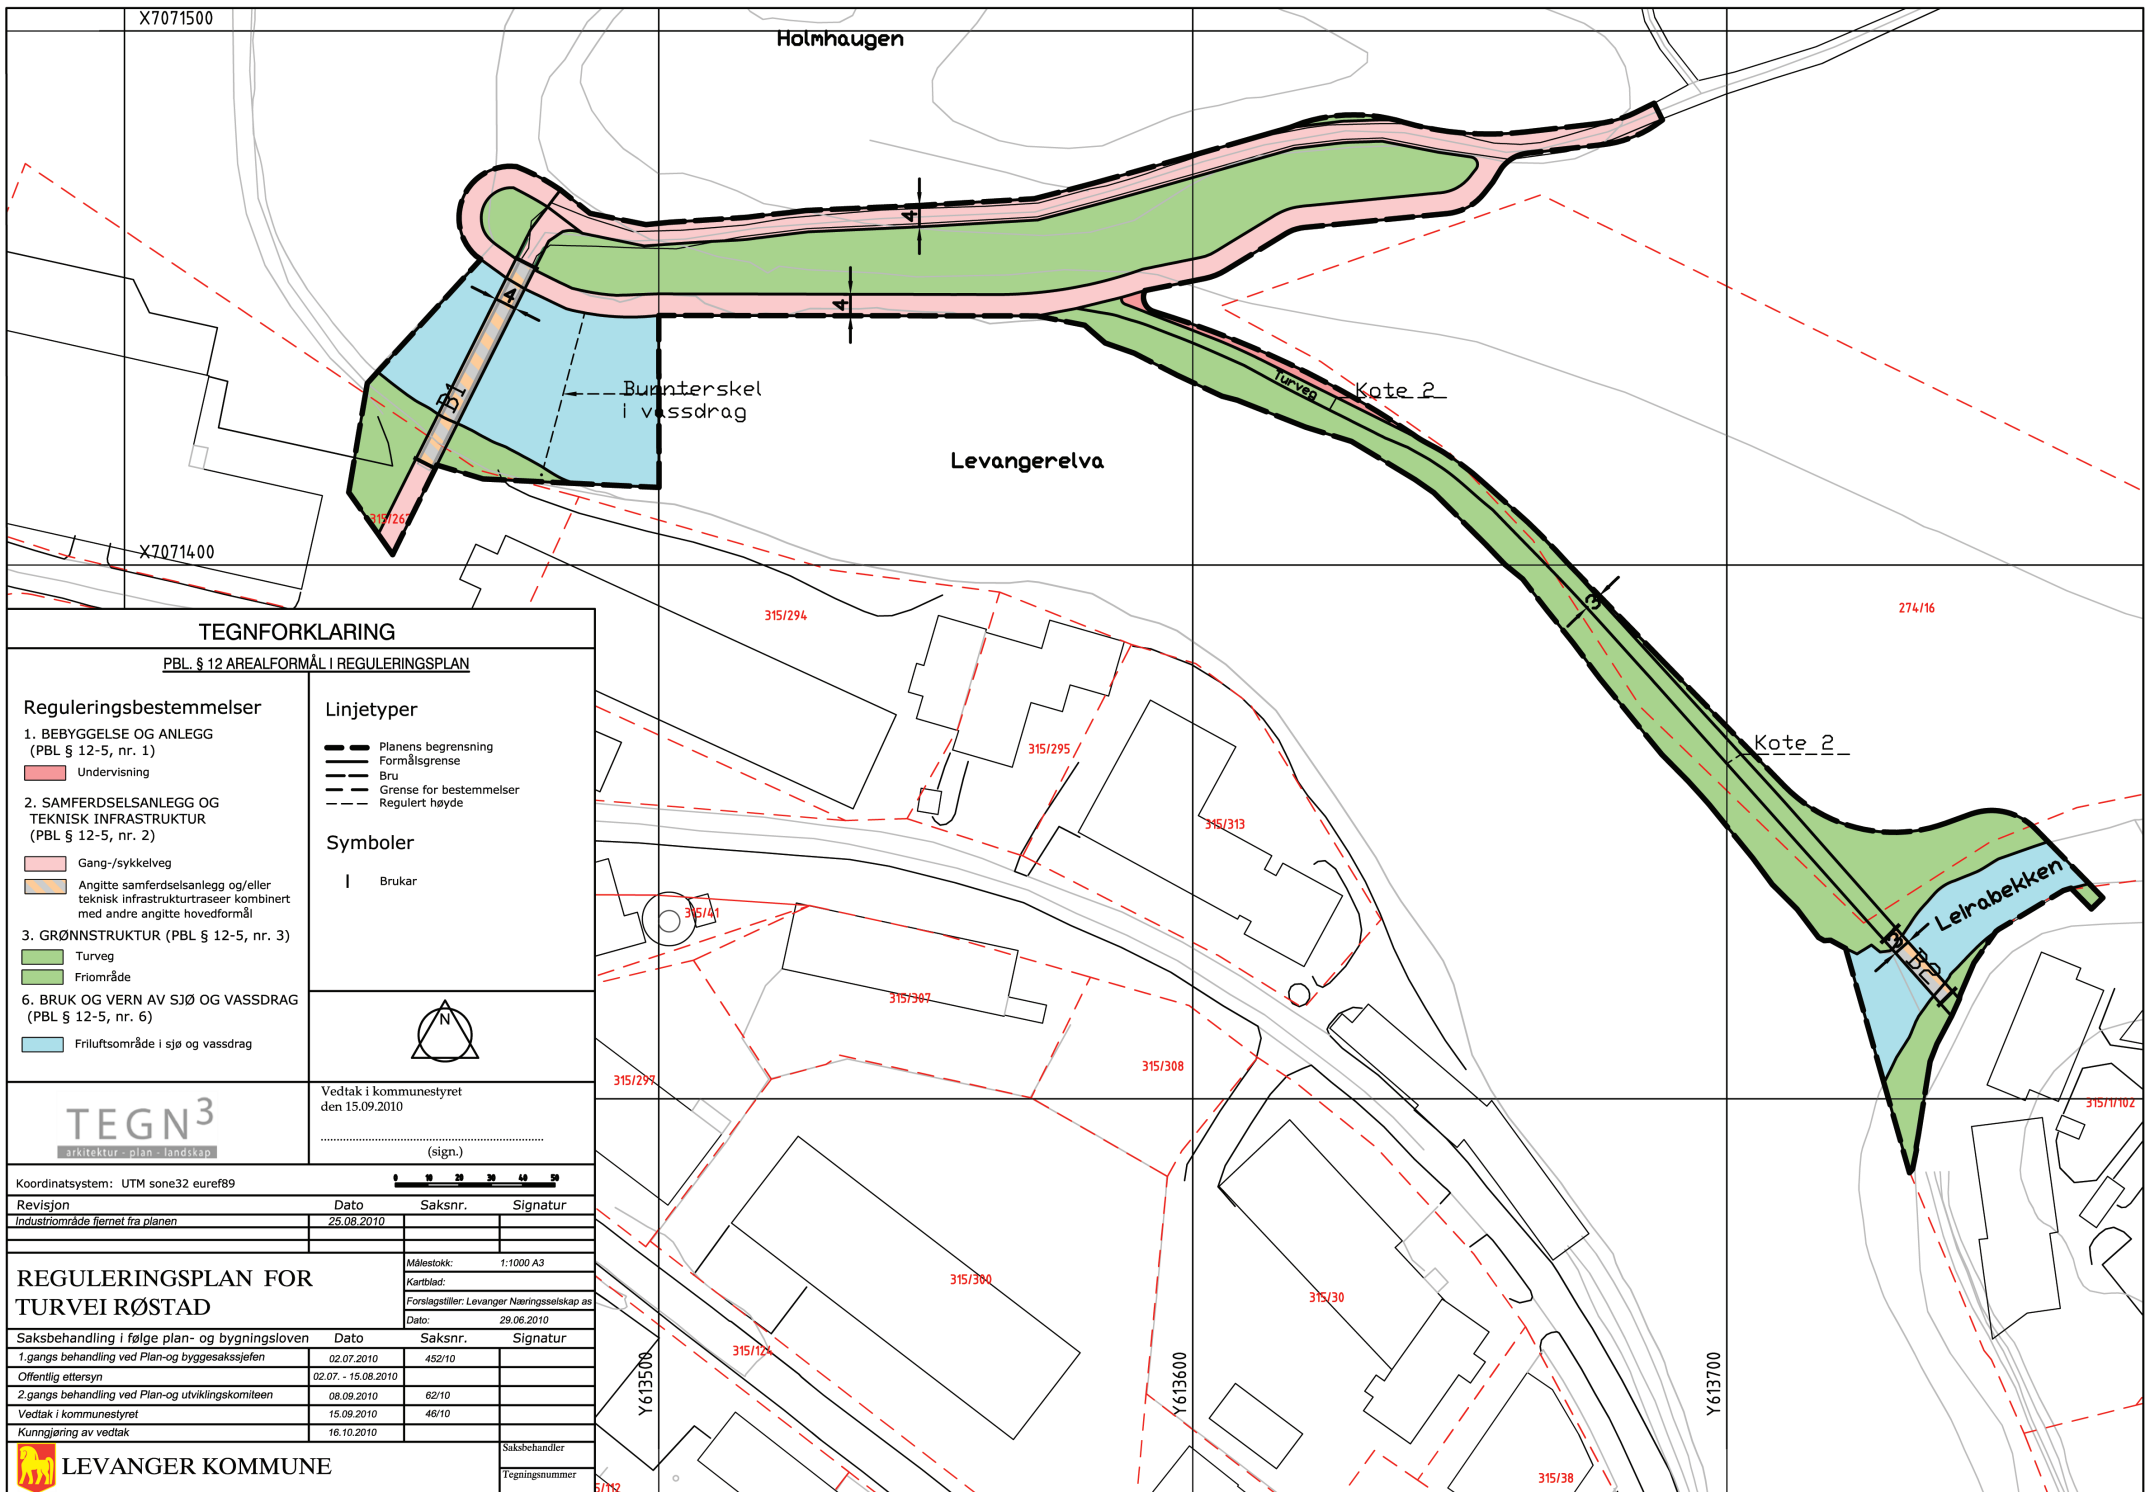 X7071500
Holmhaugen
4
4
4
B1
Bunnterskel
i vassdrag
Turveg
Kote 2
Levangerelva
315/267
X7071400
3
274/16
315/294
315/295
Kote 2
315/313
Leirabekken
3
B2
315/41
315/307
315/297
315/308
315/1/102
315/300
315/30
315/124
315/38
Y613500
Y613600
Y613700
TEGNFORKLARING
PBL. § 12 AREALFORMÅL I REGULERINGSPLAN
Reguleringsbestemmelser
1. BEBYGGELSE OG ANLEGG
(PBL § 12-5, nr. 1)
Undervisning
2. SAMFERDSELSANLEGG OG
TEKNISK INFRASTRUKTUR
(PBL § 12-5, nr. 2)
Gang-/sykkelveg
Angitte samferdselsanlegg og/eller
teknisk infrastrukturtraseer kombinert
med andre angitte hovedformål
3. GRØNNSTRUKTUR (PBL § 12-5, nr. 3)
Turveg
Friområde
6. BRUK OG VERN AV SJØ OG VASSDRAG
(PBL § 12-5, nr. 6)
Friluftsområde i sjø og vassdrag
Linjetyper
Planens begrensning
Formålsgrense
Bru
Grense for bestemmelser
Regulert høyde
Symboler
Brukar
N
TEGN3
arkitektur - plan - landskap
Vedtak i kommunestyret
den 15.09.2010
(sign.)
Koordinatsystem: UTM sone32 euref89
0 10 20 30 40 50
Revisjon Dato Saksnr. Signatur
Industriområde fjernet fra planen 25.08.2010
REGULERINGSPLAN FOR
TURVEI RØSTAD
Målestokk: 1:1000 A3
Kartblad:
Forslagstiller: Levanger Næringsselskap as
Dato: 29.06.2010
Saksbehandling i følge plan- og bygningsloven Dato Saksnr. Signatur
1.gangs behandling ved Plan-og byggesakssjefen 02.07.2010 452/10
Offentlig ettersyn 02.07. - 15.08.2010
2.gangs behandling ved Plan-og utviklingskomiteen 08.09.2010 62/10
Vedtak i kommunestyret 15.09.2010 46/10
Kunngjøring av vedtak 16.10.2010
LEVANGER KOMMUNE
Saksbehandler
Tegningsnummer